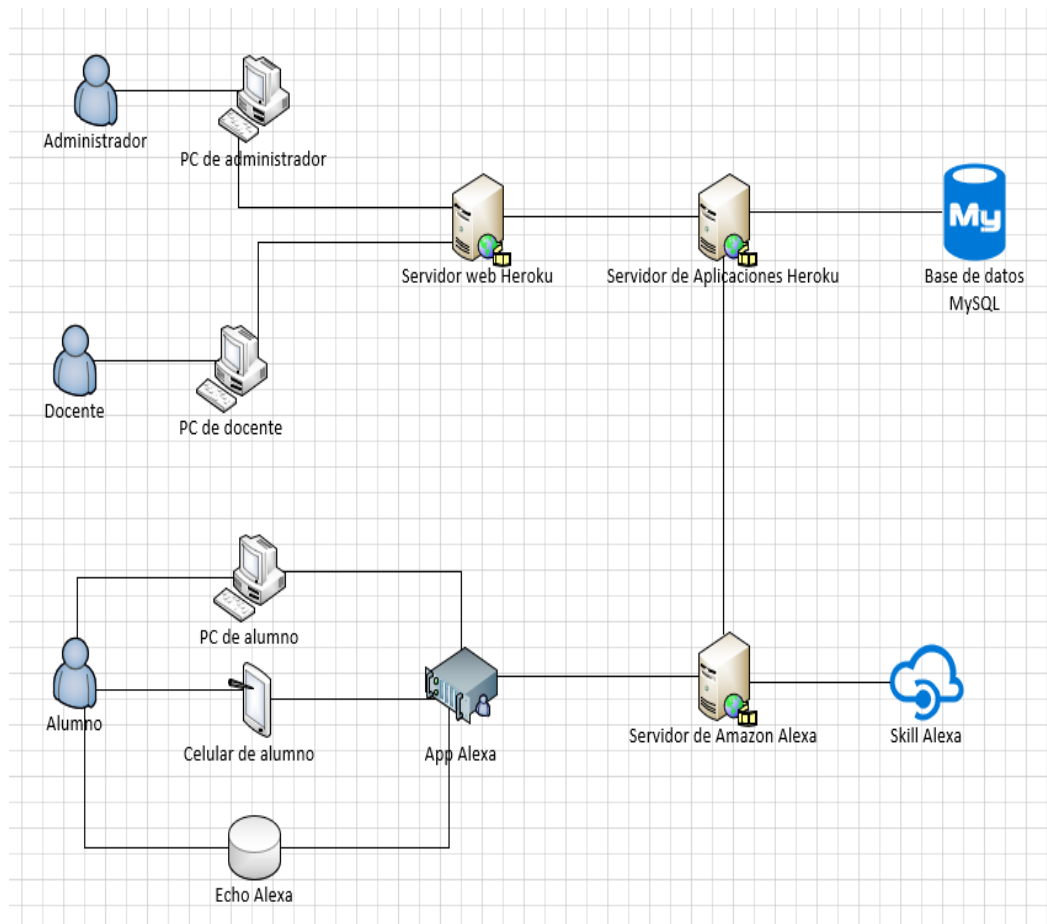 Administrador
PC de administrador
My
Servidor web Heroku
Servidor de Aplicaciones Heroku
Base de datos
MySQL
Docente
PC de docente
PC de alumno
Alumno
Celular de alumno
App Alexa
Servidor de Amazon Alexa
Skill Alexa
Echo Alexa